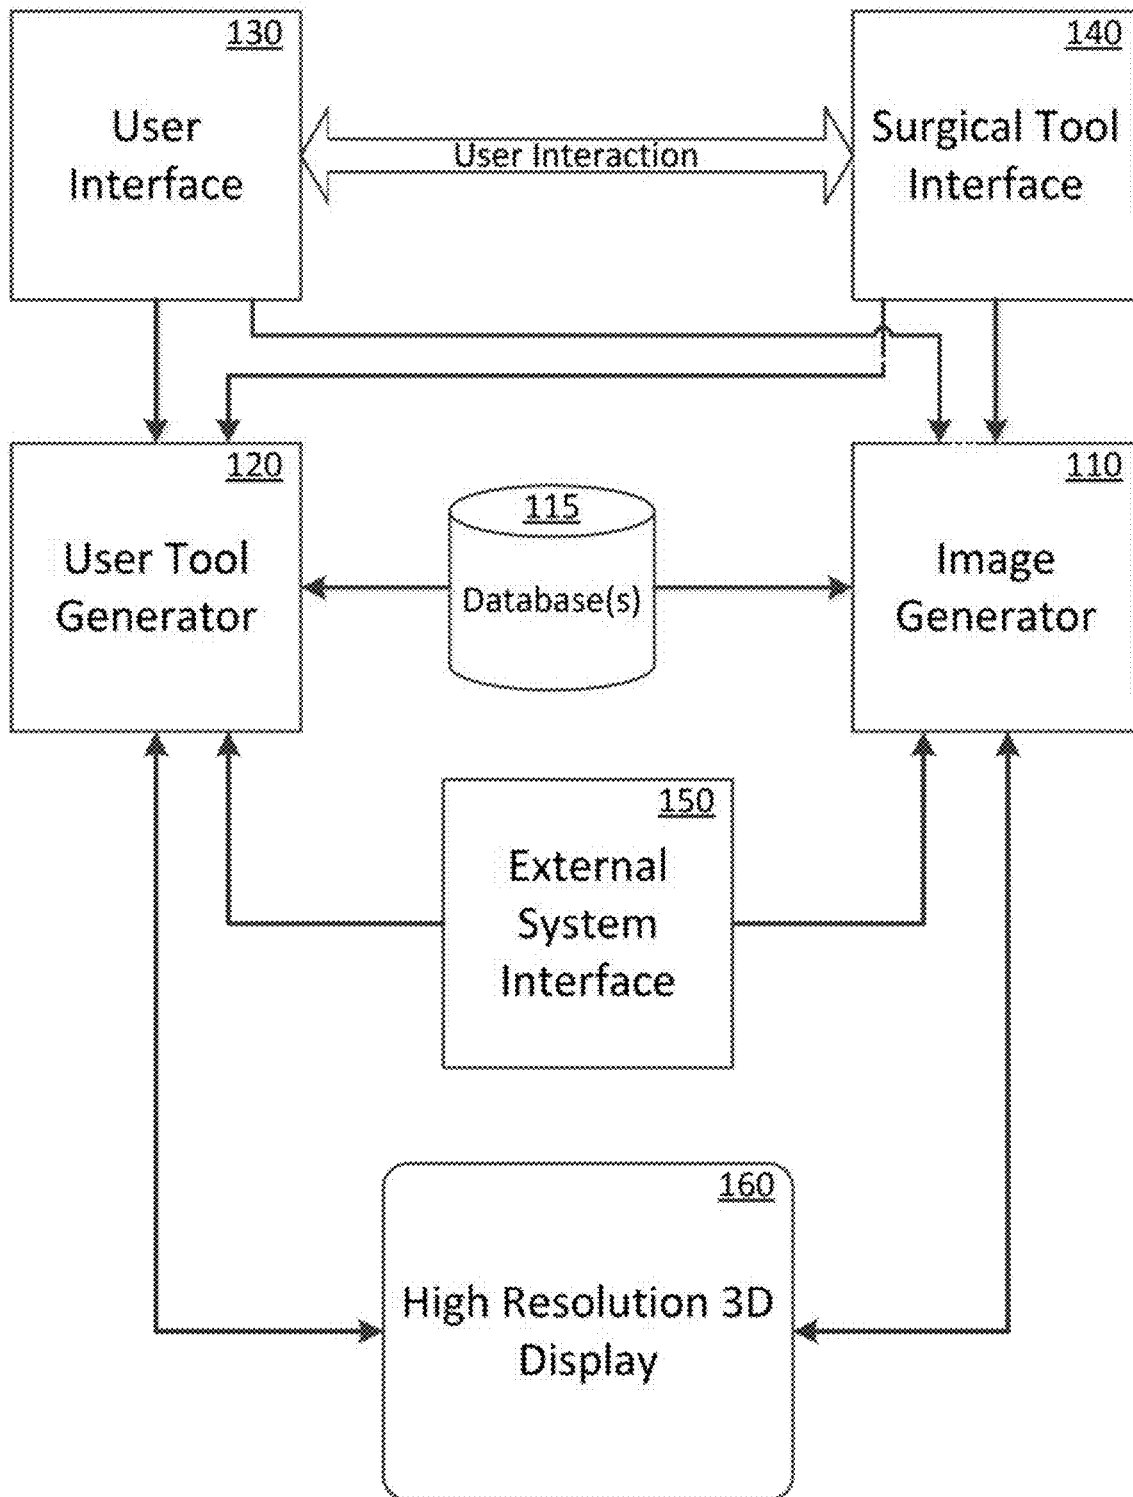 130
User
Interface
140
Surgical Tool
Interface
User Interaction
120
User Tool
Generator
115
Database(s)
110
Image
Generator
150
External
System
Interface
160
High Resolution 3D
Display